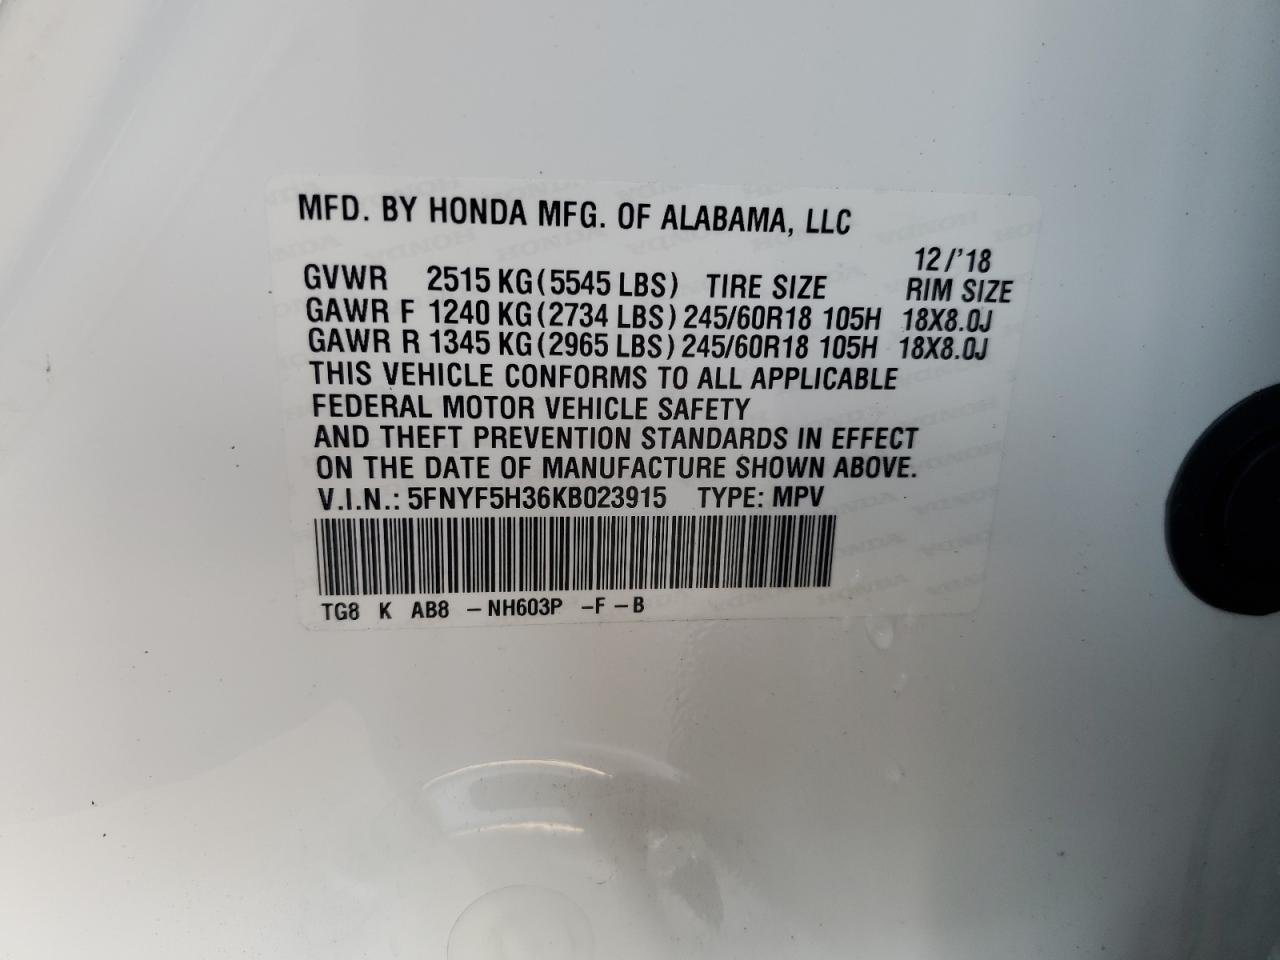 MFD. BY HONDA MFG. OF ALABAMA, LLC
12/'18
GVWR 2515 KG(5545 LBS) TIRE SIZE RIM SIZE
GAWR F 1240 KG(2734 LBS) 245/60R18 105H 18X8.0J
GAWR R 1345 KG(2965 LBS) 245/60R18 105H 18X8.0J
THIS VEHICLE CONFORMS TO ALL APPLICABLE
FEDERAL MOTOR VEHICLE SAFETY
AND THEFT PREVENTION STANDARDS IN EFFECT
ON THE DATE OF MANUFACTURE SHOWN ABOVE.
V.I.N.: 5FNYF5H36KB023915 TYPE: MPV
TG8 K AB8 -NH603P -F-B